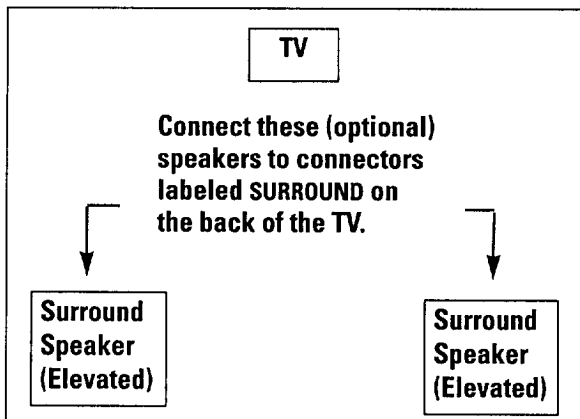 TV
Connect these (optional)
speakers to connectors
labeled SURROUND on
the back of the TV.
Surround
Speaker
(Elevated)
Surround
Speaker
(Elevated)